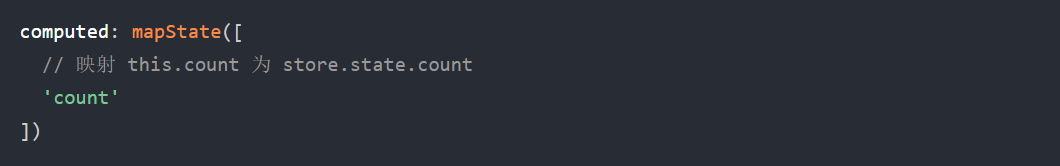 computed: mapState([
  // 映射 this.count 为 store.state.count
  'count'
])